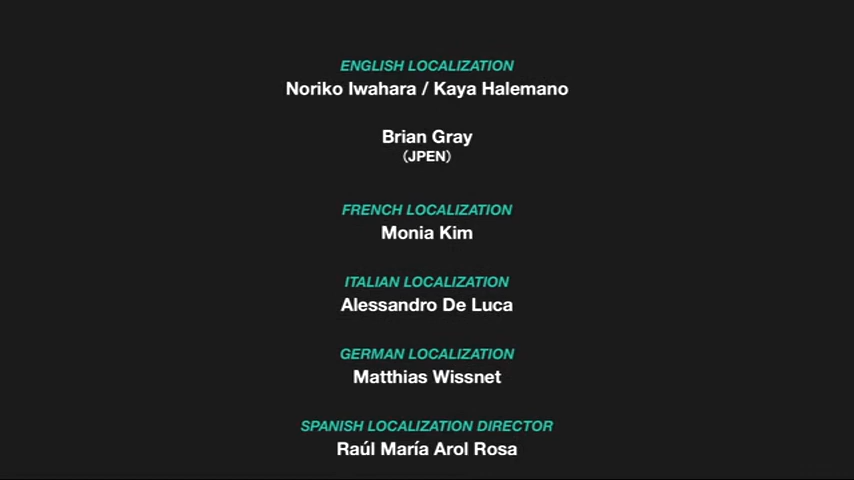 ENGLISH LOCALIZATION
Noriko Iwahara / Kaya Halemano
Brian Gray
(JPEN)
FRENCH LOCALIZATION
Monia Kim
ITALIAN LOCALIZATION
Alessandro De Luca
GERMAN LOCALIZATION
Matthias Wissnet
SPANISH LOCALIZATION DIRECTOR
Raúl María Arol Rosa